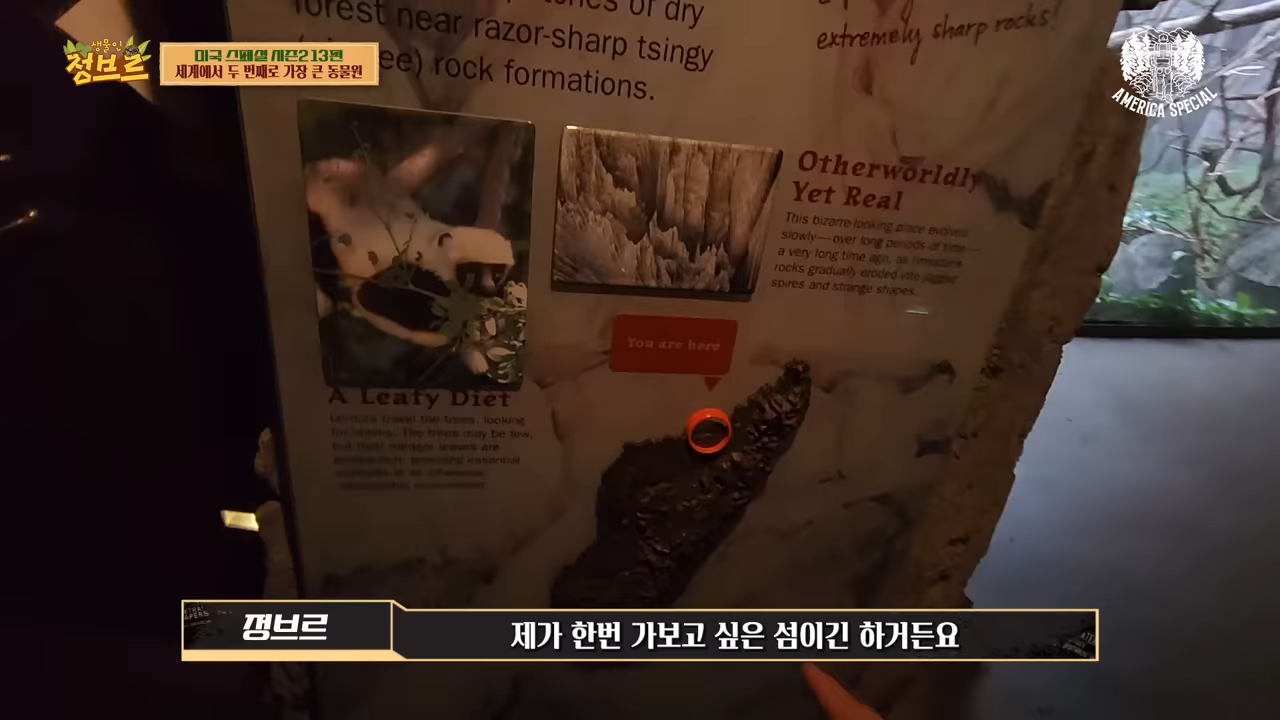 생물인
정브르
미국 스페셜 시즌2 13편
세계에서 두 번째로 가장 큰 동물원
AMERICA SPECIAL
of dry
forest near razor-sharp tsingy
rock formations.
extremely sharp rocks!
Otherworldly
Yet Real
This bizarre-looking place evolved
slowly—over long periods of time—
a very long time ago, as limestone
rocks gradually eroded into jagged
spires and strange shapes.
You are here
A Leafy Diet
Lemurs travel the trees, looking
for leaves. The trees may be few,
but their meager leaves are
essential
정브르
제가 한번 가보고 싶은 섬이긴 하거든요